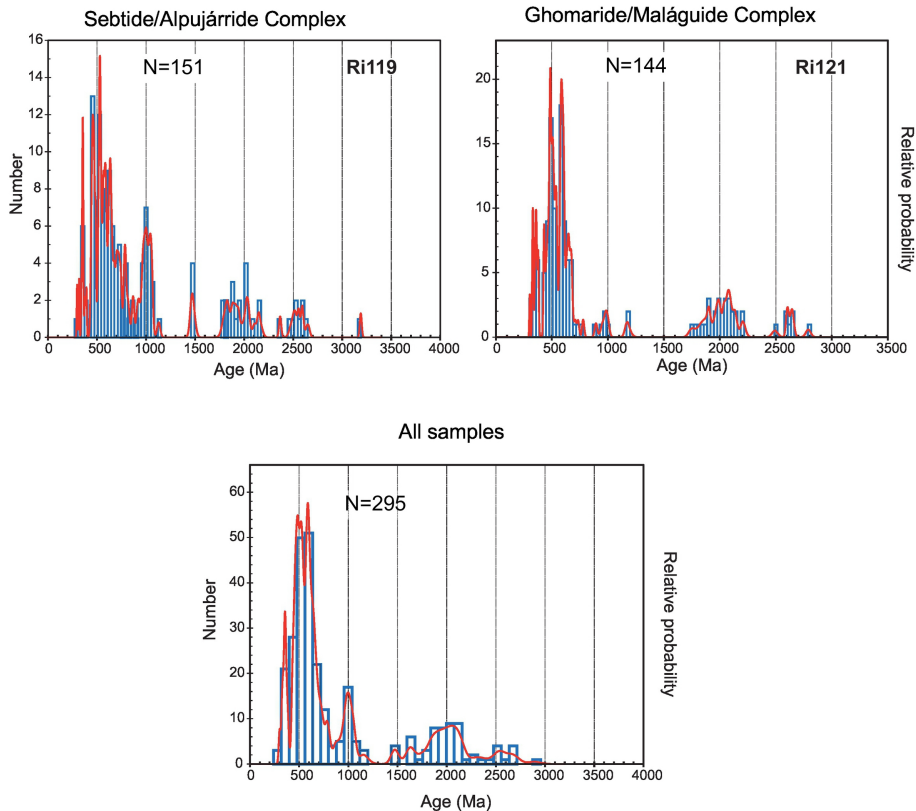 Sebtide/Alpujárride Complex
16
14
12
10
8
6
4
2
0
Number
N=151
Ri119
0 500 1000 1500 2000 2500 3000 3500 4000
Age (Ma)
Ghomaride/Maláguide Complex
20
15
10
5
0
N=144
Ri121
Relative probability
0 500 1000 1500 2000 2500 3000 3500
Age (Ma)
All samples
60
50
40
30
20
10
0
Number
N=295
Relative probability
0 500 1000 1500 2000 2500 3000 3500 4000
Age (Ma)